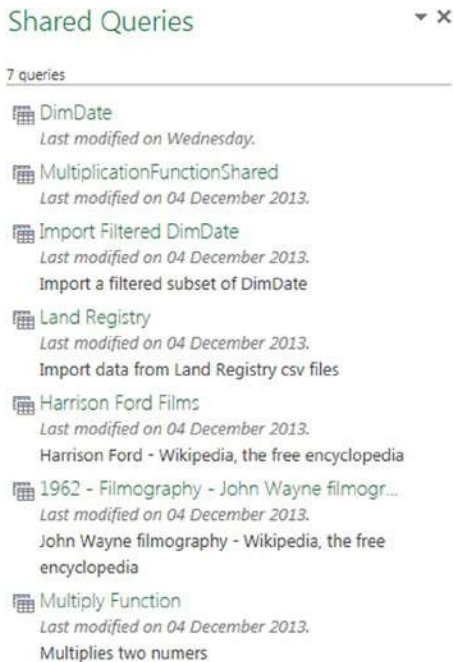 Shared Queries
7 queries
DimDate
Last modified on Wednesday.
MultiplicationFunctionShared
Last modified on 04 December 2013.
Import Filtered DimDate
Last modified on 04 December 2013.
Import a filtered subset of DimDate
Land Registry
Last modified on 04 December 2013.
Import data from Land Registry csv files
Harrison Ford Films
Last modified on 04 December 2013.
Harrison Ford - Wikipedia, the free encyclopedia
1962 - Filmography - John Wayne filmogr...
Last modified on 04 December 2013.
John Wayne filmography - Wikipedia, the free
encyclopedia
Multiply Function
Last modified on 04 December 2013.
Multiplies two numers